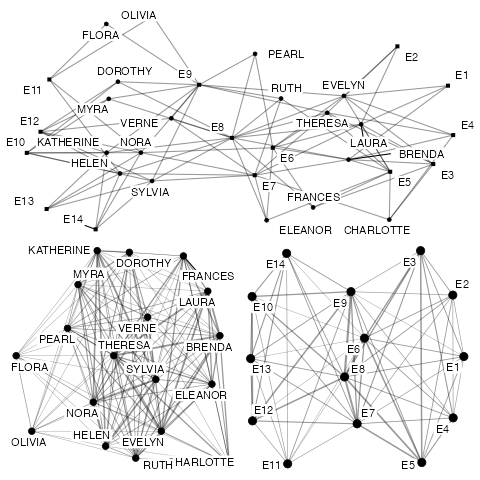 OLIVIA
FLORA
PEARL
E2
E9
DOROTHY
E11
RUTH
EVELYN
E1
MYRA
E12
VERNE
E8
THERESA
E4
E10
KATHERINE
NORA
LAURA
BRENDA
HELEN
E6
E3
SYLVIA
E7
E5
E13
FRANCES
E14
ELEANOR
CHARLOTTE
KATHERINE
DOROTHY
MYRA
FRANCES
LAURA
VERNE
PEARL
THERESA
BRENDA
FLORA
SYLVIA
ELEANOR
NORA
OLIVIA
HELEN
EVELYN
RUTH
HARLOTTE
E14
E3
E10
E9
E2
E6
E13
E8
E1
E12
E7
E4
E11
E5